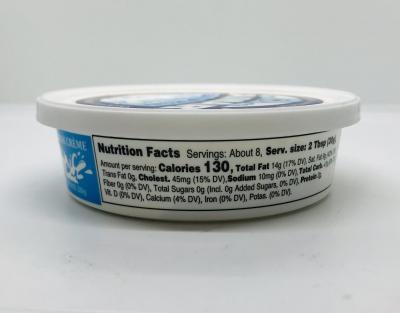 CRÈME
Nutrition Facts Servings: About 8, Serv. size: 2 Tbsp (28g),
Amount per serving: Calories 130, Total Fat 14g (17% DV), Sat. Fat
Trans Fat 0g, Cholest. 45mg (15% DV), Sodium 10mg (0% DV), Total Carb.
Fiber 0g (0% DV), Total Sugars 0g (Incl. 0g Added Sugars, 0% DV), Protein
Vit. D (0% DV), Calcium (4% DV), Iron (0% DV), Potas. (0% DV).